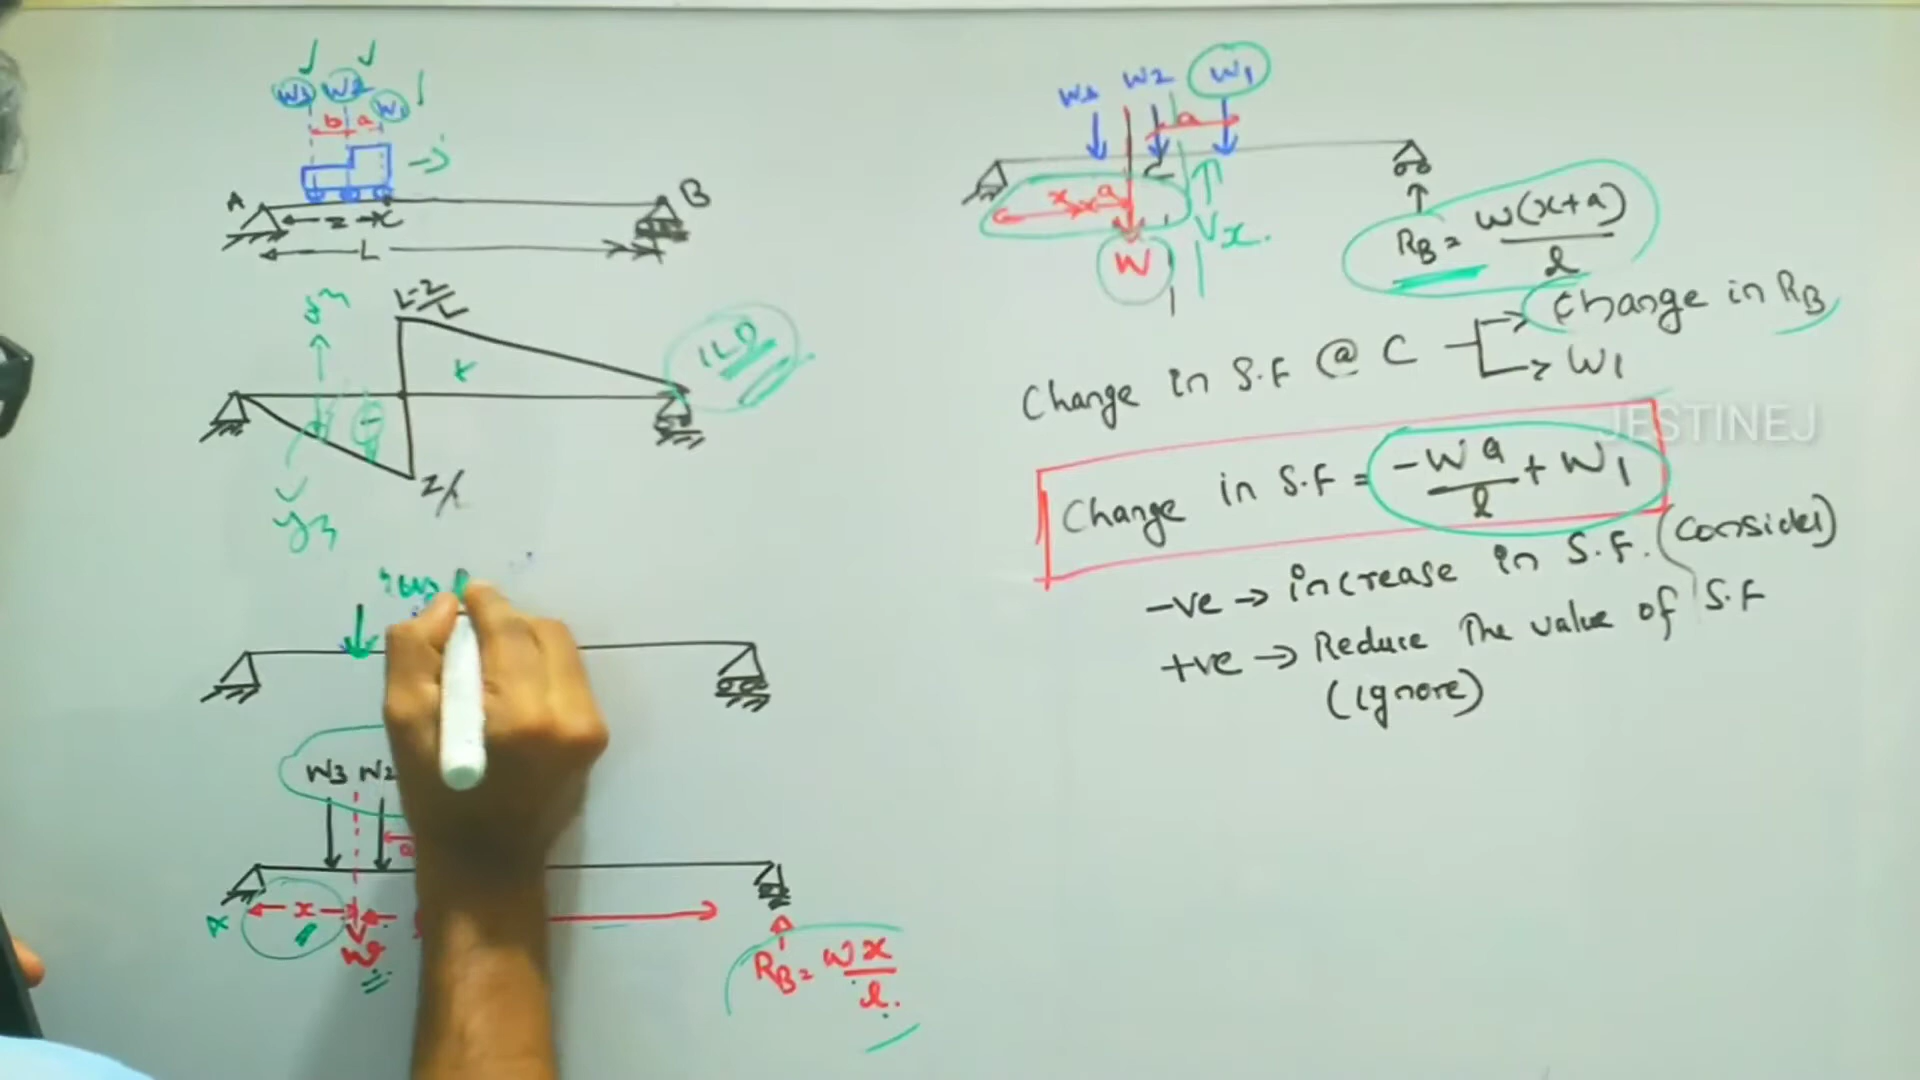 W3 W2 W1
b a
A
B
z
C
L
L-z/L
ILD
y3
z/L
W3 W2
a
A
x
W
RB = Wx/l
W3 W2 W1
a
C
x a
Vx
W
RB = W(x+a)/l
Change in S.F @ C → Change in RB
→ W1
JESTINEJ
Change in S.F = -Wa/l + W1
-ve → increase in S.F. (Consider)
+ve → Reduce The value of S.F
(Ignore)